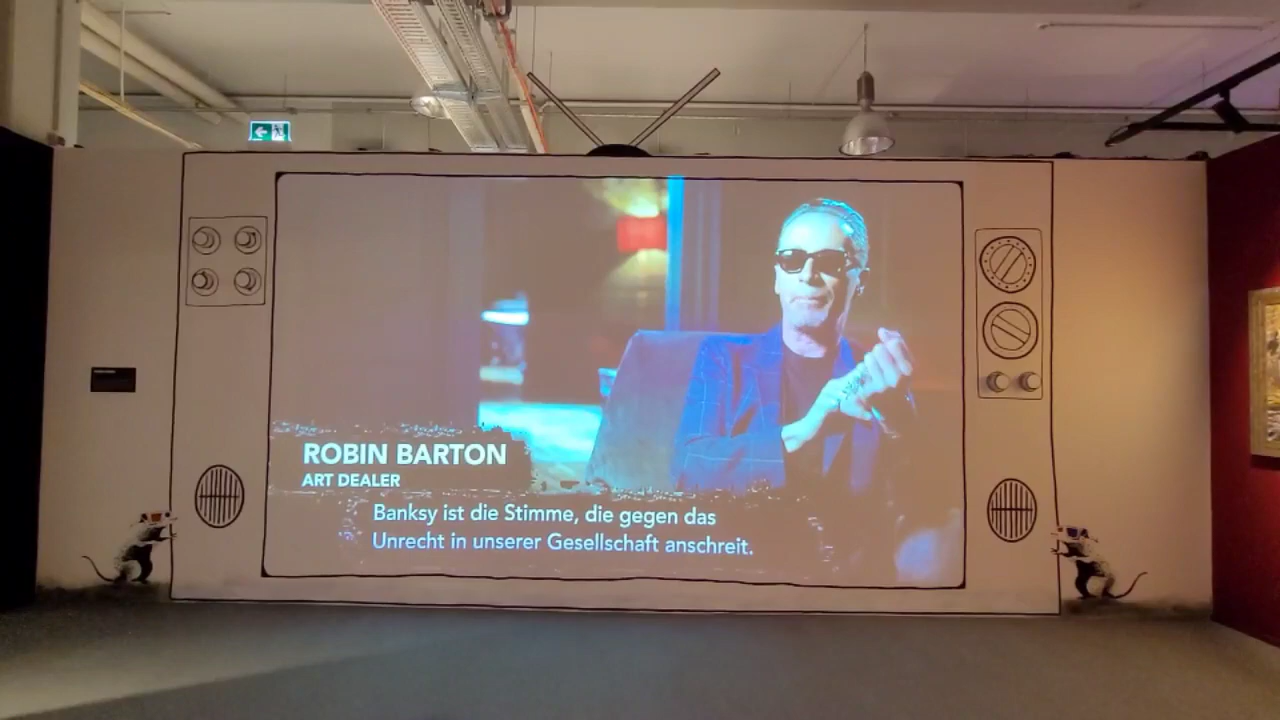 ROBIN BARTON
ART DEALER
Banksy ist die Stimme, die gegen das
Unrecht in unserer Gesellschaft anschreit.